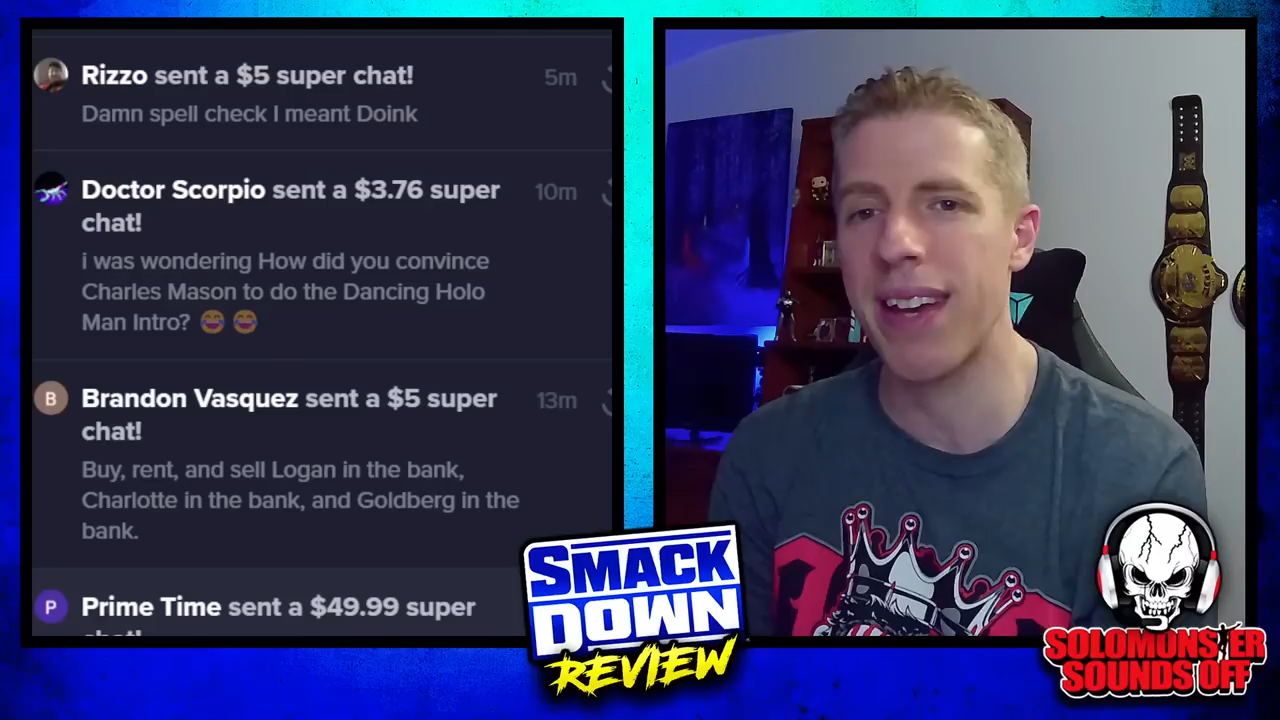 Rizzo sent a $5 super chat!
5m
Damn spell check I meant Doink
Doctor Scorpio sent a $3.76 super
10m
chat!
i was wondering How did you convince
Charles Mason to do the Dancing Holo
Man Intro? 😂 😂
B
Brandon Vasquez sent a $5 super
13m
chat!
Buy, rent, and sell Logan in the bank,
Charlotte in the bank, and Goldberg in the
bank.
P
Prime Time sent a $49.99 super
chat!
SMACK
DOWN
REVIEW
SOLOMONSTER
SOUNDS OFF